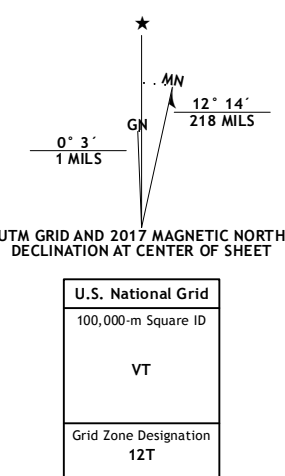 ★
MN
12° 14´
218 MILS
GN
0° 3´
1 MILS
UTM GRID AND 2017 MAGNETIC NORTH
DECLINATION AT CENTER OF SHEET
U.S. National Grid
100,000-m Square ID
VT
Grid Zone Designation
12T